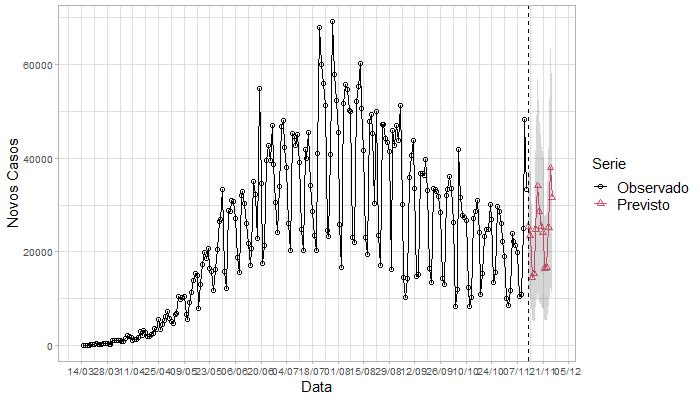 60000
40000
20000
0
Novos Casos
14/03 28/03 11/04 25/04 09/05 23/05 06/06 20/06 04/07 18/07 01/08 15/08 29/08 12/09 26/09 10/10 24/10 07/11 21/11 05/12
Data
Serie
Observado
Previsto